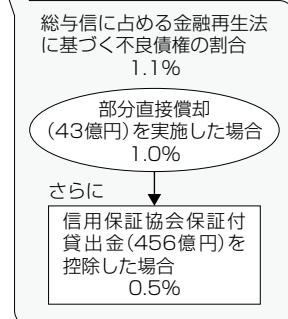 総与信に占める金融再生法
に基づく不良債権の割合
1.1%
部分直接償却
(43億円)を実施した場合
1.0%
さらに
信用保証協会保証付
貸出金(456億円)を
控除した場合
0.5%